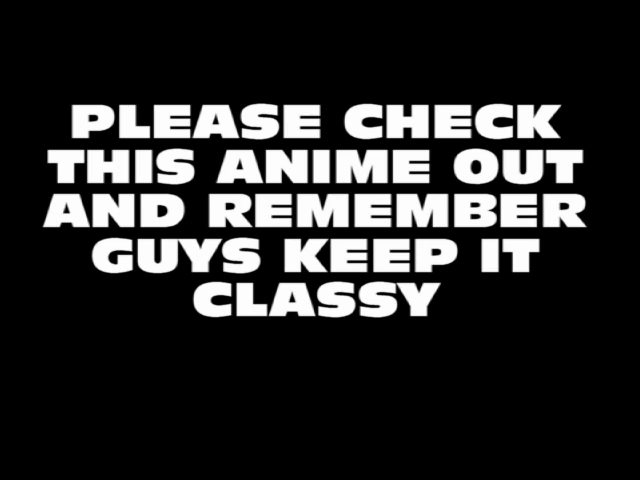 PLEASE CHECK
THIS ANIME OUT
AND REMEMBER
GUYS KEEP IT
CLASSY